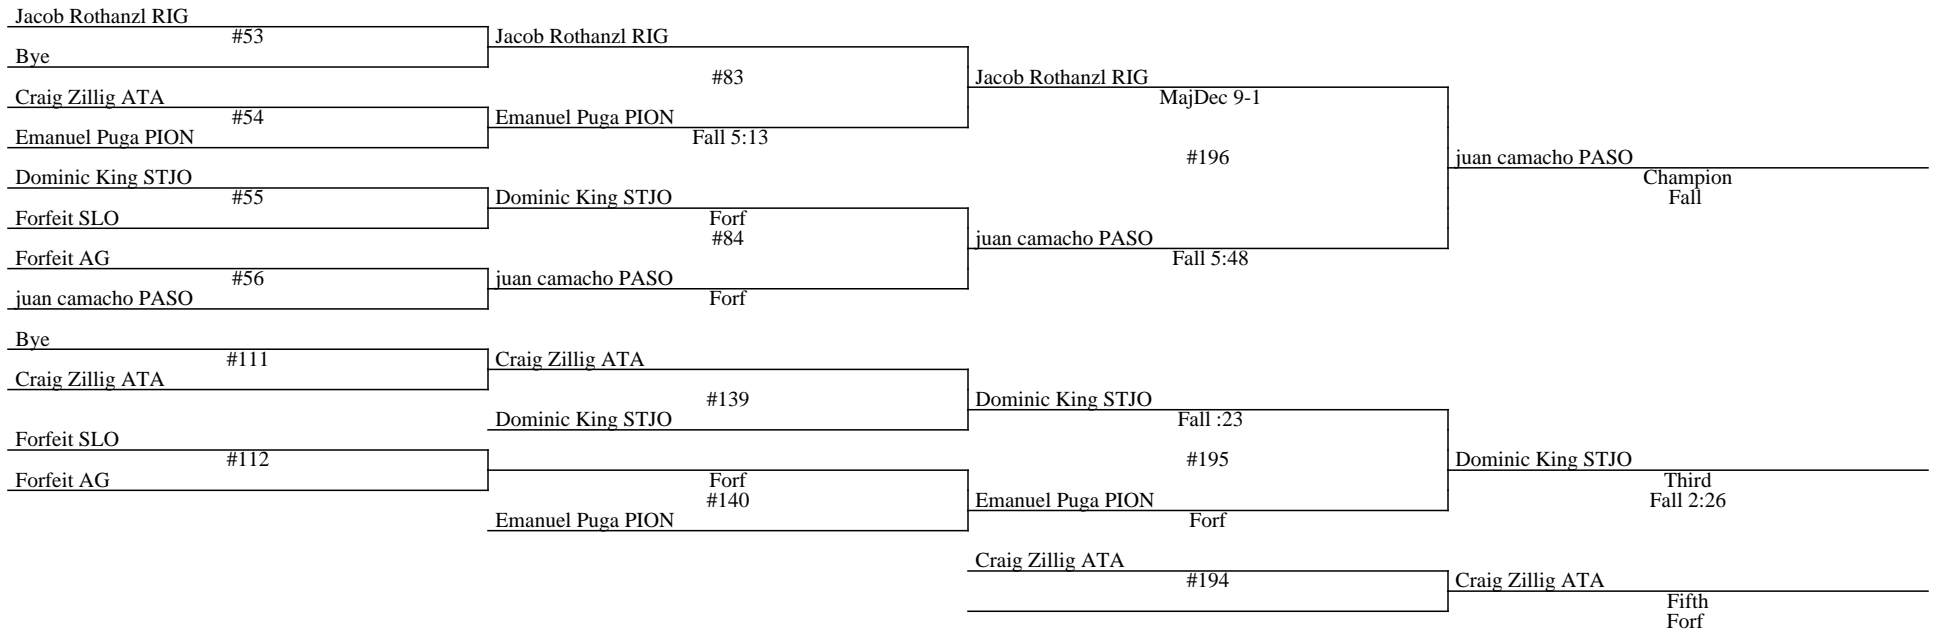 Jacob Rothanzl RIG
#53
Bye
Jacob Rothanzl RIG
#83
Craig Zillig ATA
#54
Emanuel Puga PION
Emanuel Puga PION
Fall 5:13
Jacob Rothanzl RIG
MajDec 9-1
#196
Dominic King STJO
#55
Forfeit SLO
Dominic King STJO
Forf
#84
Forfeit AG
#56
juan camacho PASO
juan camacho PASO
Forf
juan camacho PASO
Fall 5:48
juan camacho PASO
Champion
Fall
Bye
#111
Craig Zillig ATA
Craig Zillig ATA
#139
Dominic King STJO
Dominic King STJO
Fall :23
#195
Forfeit SLO
#112
Forfeit AG
Forf
#140
Emanuel Puga PION
Emanuel Puga PION
Forf
Dominic King STJO
Third
Fall 2:26
Craig Zillig ATA
#194
Craig Zillig ATA
Fifth
Forf